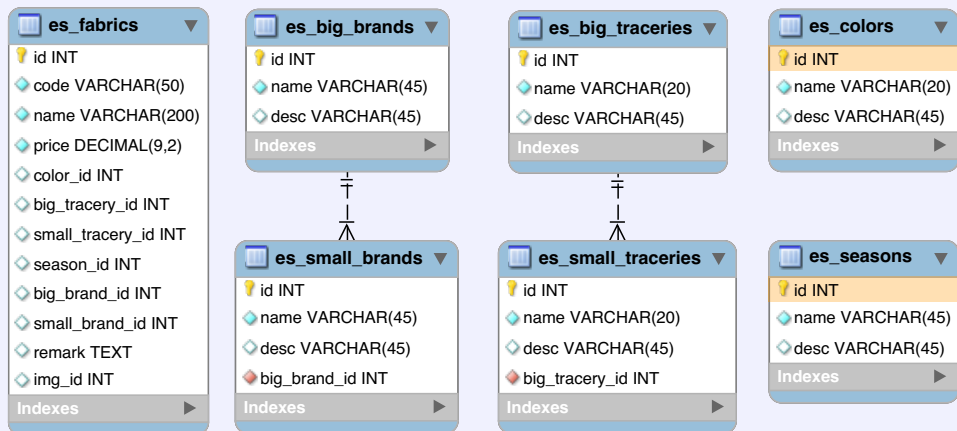 es_fabrics
id INT
code VARCHAR(50)
name VARCHAR(200)
price DECIMAL(9,2)
color_id INT
big_tracery_id INT
small_tracery_id INT
season_id INT
big_brand_id INT
small_brand_id INT
remark TEXT
img_id INT
Indexes
es_big_brands
id INT
name VARCHAR(45)
desc VARCHAR(45)
Indexes
es_big_traceries
id INT
name VARCHAR(20)
desc VARCHAR(45)
Indexes
es_colors
id INT
name VARCHAR(20)
desc VARCHAR(45)
Indexes
es_small_brands
id INT
name VARCHAR(45)
desc VARCHAR(45)
big_brand_id INT
Indexes
es_small_traceries
id INT
name VARCHAR(20)
desc VARCHAR(45)
big_tracery_id INT
Indexes
es_seasons
id INT
name VARCHAR(45)
desc VARCHAR(45)
Indexes